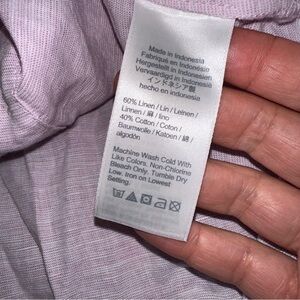 Made in Indonesia
Fabriqué en Indonésie
Hergestellt in Indonesien
Vervaardigd in Indonesië
インドネシア製
hecho en indonesia
60% Linen / Lin / Leinen /
Linnen / 麻 / lino
40% Cotton / Coton /
Baumwolle / Katoen / 綿 /
algodón
Machine Wash Cold With
Like Colors. Non-Chlorine
Bleach Only. Tumble Dry
Low. Iron on Lowest
Setting.